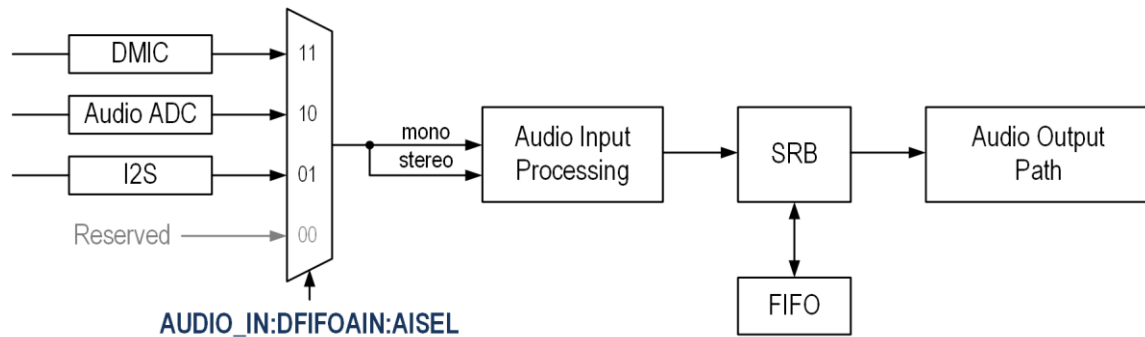 DMIC
11
Audio ADC
10
I2S
01
Reserved
00
mono
stereo
Audio Input
Processing
SRB
Audio Output
Path
FIFO
AUDIO_IN:DFIFOAIN:AISEL